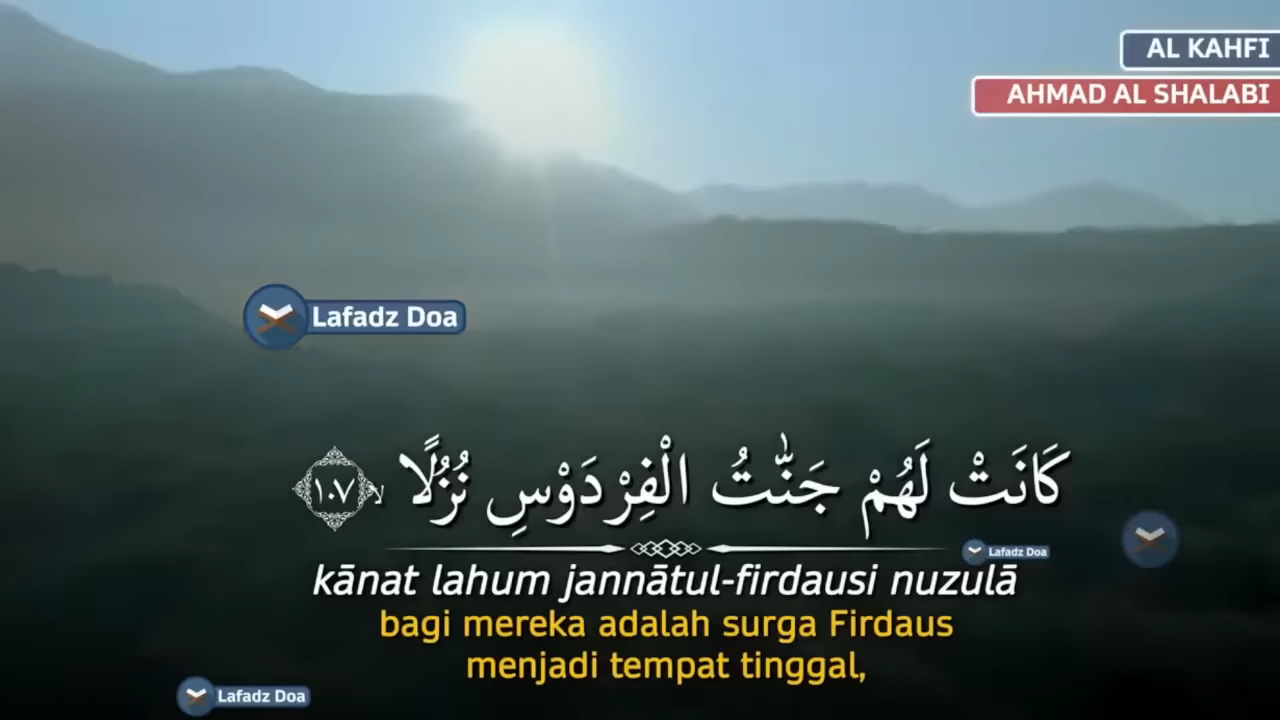 AL KAHFI
AHMAD AL SHALABI
Lafadz Doa
كَانَتْ لَهُمْ جَنّٰتُ الْفِرْدَوْسِ نُزُلًاۙ ١٠٧
Lafadz Doa
kānat lahum jannātul-firdausi nuzulā
bagi mereka adalah surga Firdaus
menjadi tempat tinggal,
Lafadz Doa